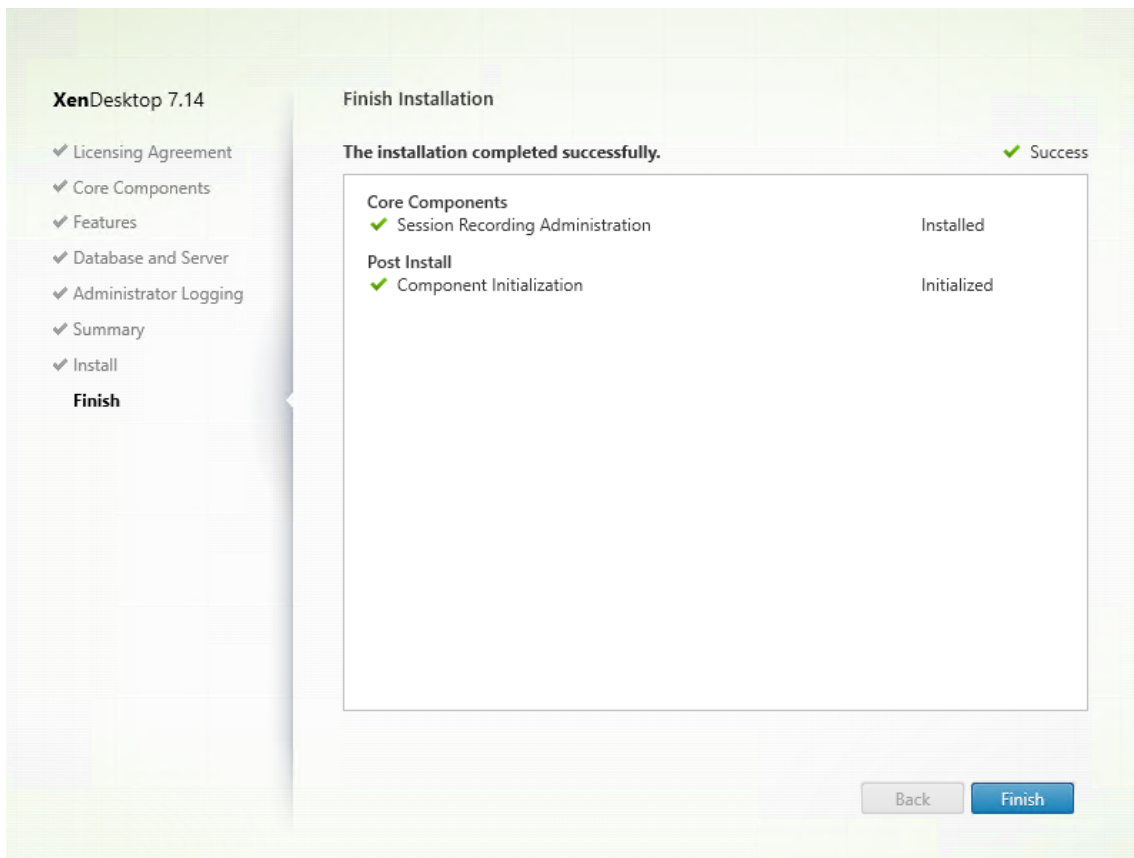 XenDesktop 7.14
Licensing Agreement
Core Components
Features
Database and Server
Administrator Logging
Summary
Install
Finish
Finish Installation
The installation completed successfully. Success
Core Components
Session Recording Administration Installed
Post Install
Component Initialization Initialized
Back Finish